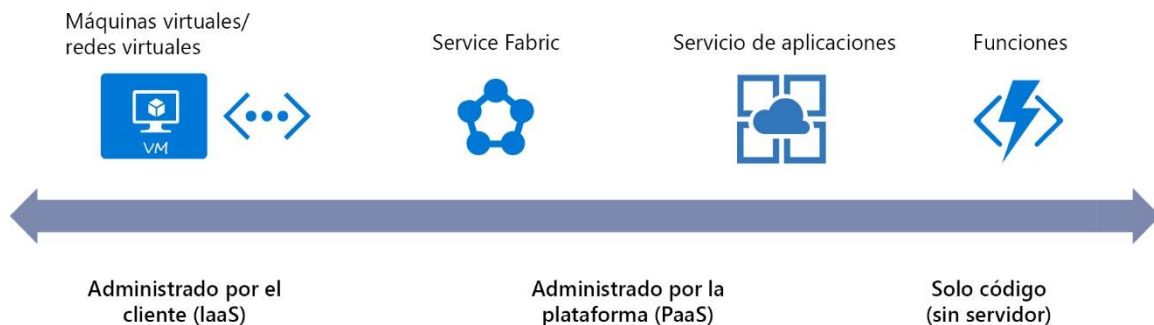 Máquinas virtuales/
redes virtuales
Service Fabric
Servicio de aplicaciones
Funciones
VM
Administrado por el
cliente (IaaS)
Administrado por la
plataforma (PaaS)
Solo código
(sin servidor)